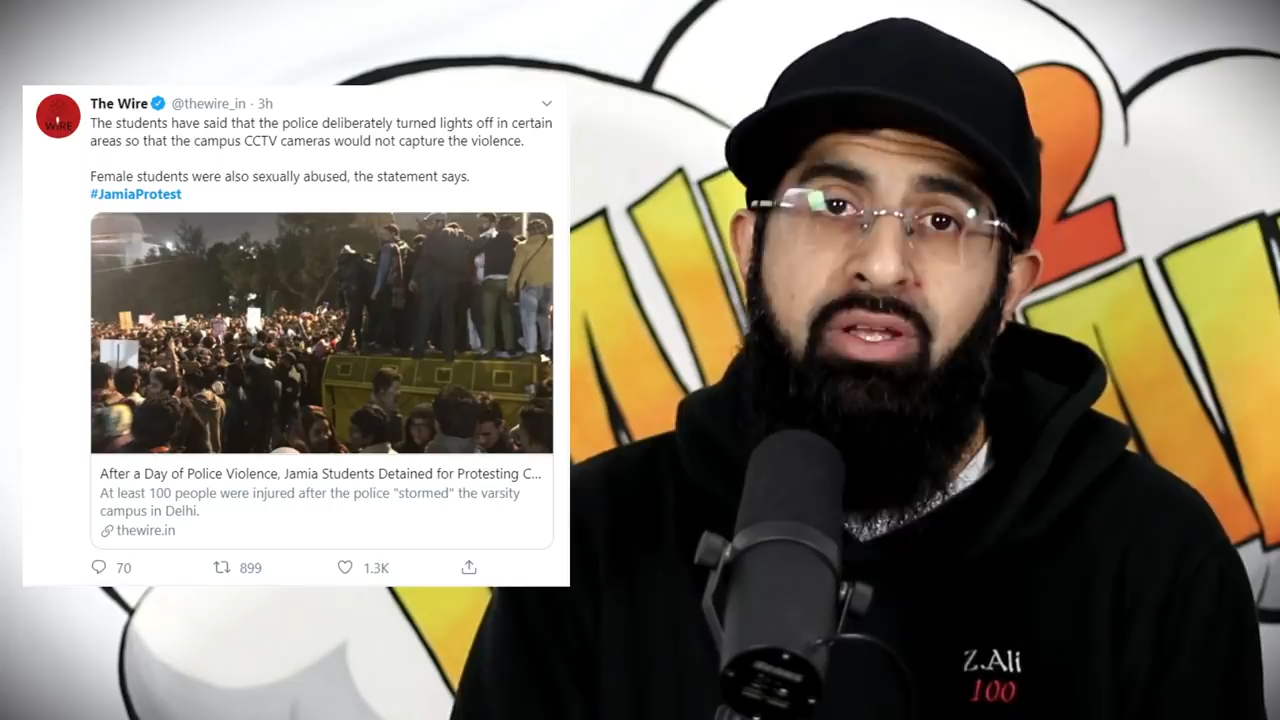 The Wire @thewire_in · 3h
The students have said that the police deliberately turned lights off in certain
areas so that the campus CCTV cameras would not capture the violence.
Female students were also sexually abused, the statement says.
#JamiaProtest
After a Day of Police Violence, Jamia Students Detained for Protesting C...
At least 100 people were injured after the police "stormed" the varsity
campus in Delhi.
thewire.in
70 899 1.3K
WIRE
2
Z.Ali
100